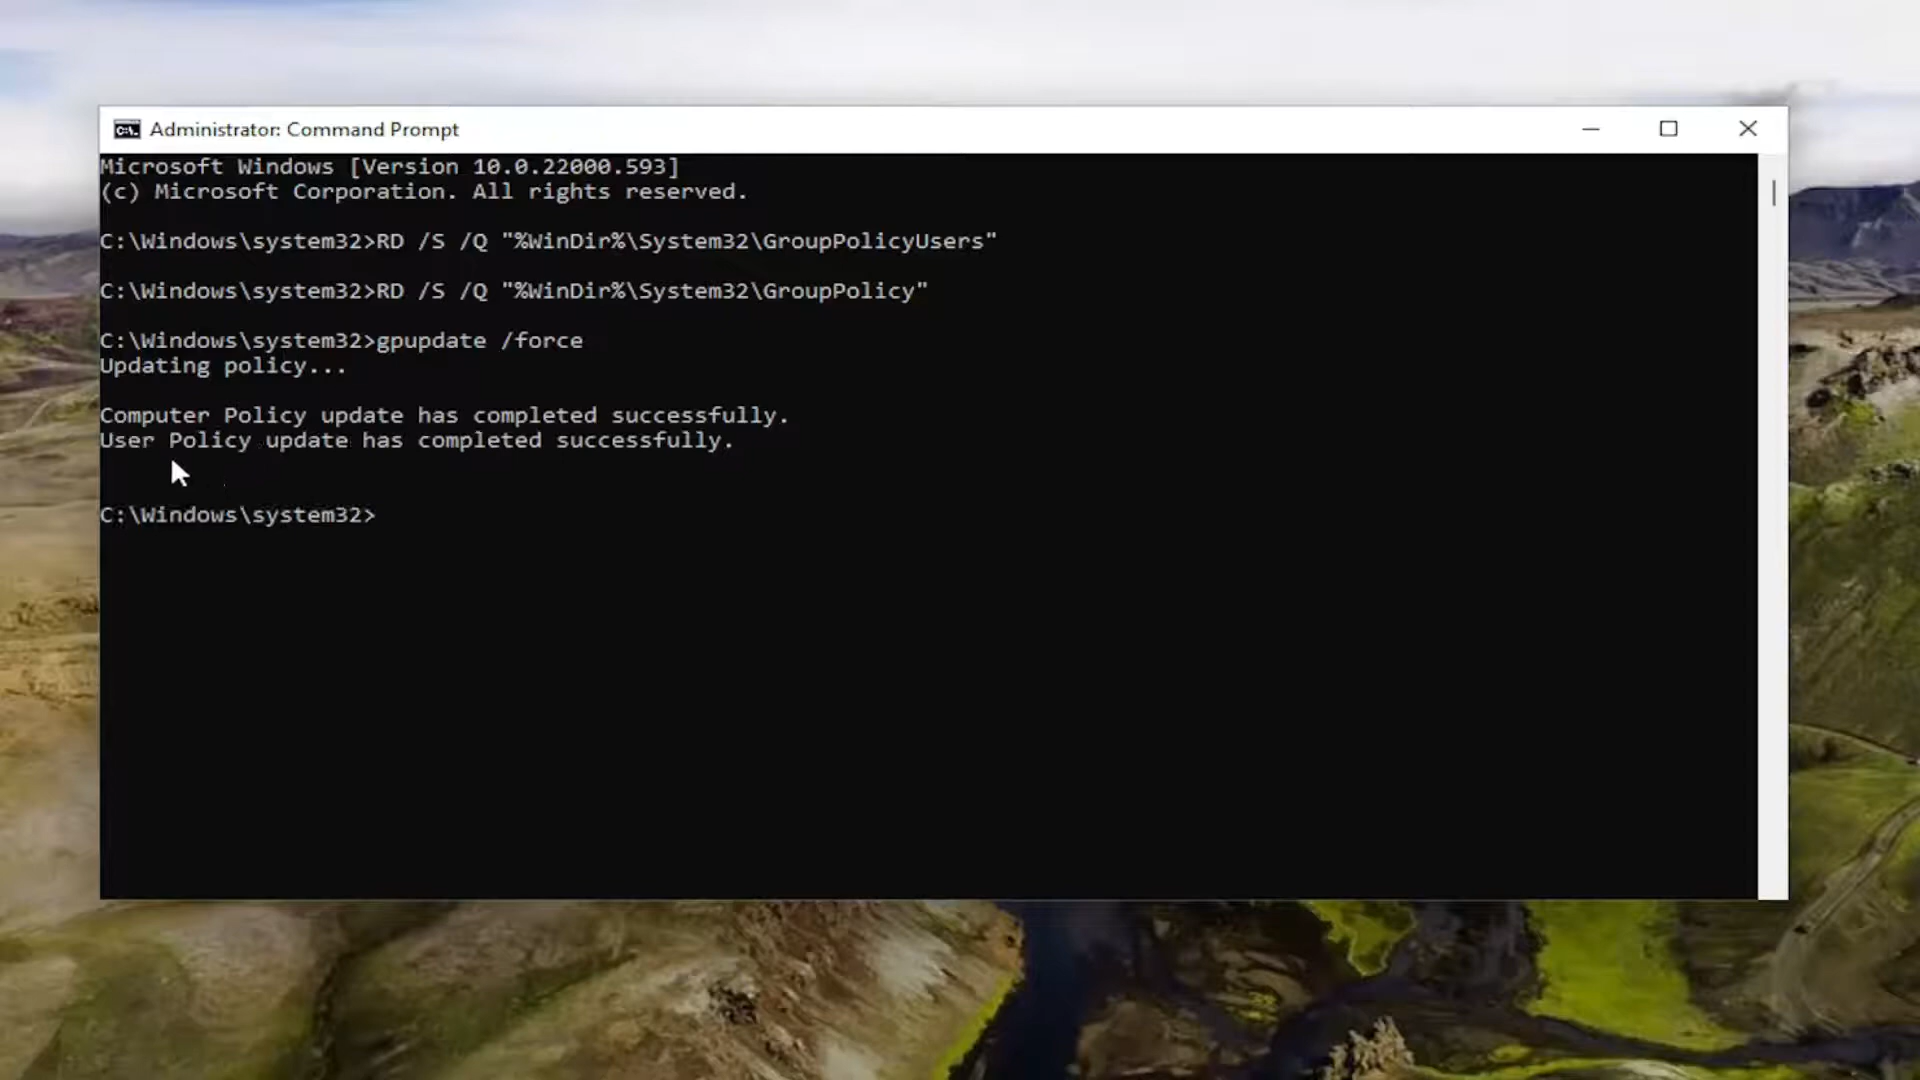 Administrator: Command Prompt
Microsoft Windows [Version 10.0.22000.593]
(c) Microsoft Corporation. All rights reserved.
C:\Windows\system32>RD /S /Q "%WinDir%\System32\GroupPolicyUsers"
C:\Windows\system32>RD /S /Q "%WinDir%\System32\GroupPolicy"
C:\Windows\system32>gpupdate /force
Updating policy...
Computer Policy update has completed successfully.
User Policy update has completed successfully.
C:\Windows\system32>